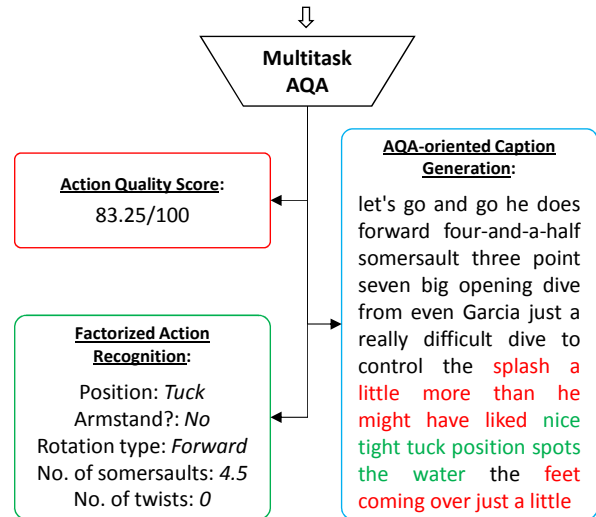 Multitask
AQA
Action Quality Score:
83.25/100
Factorized Action
Recognition:
Position: Tuck
Armstand?: No
Rotation type: Forward
No. of somersaults: 4.5
No. of twists: 0
AQA-oriented Caption
Generation:
let's go and go he does
forward four-and-a-half
somersault three point
seven big opening dive
from even Garcia just a
really difficult dive to
control the splash a
little more than he
might have liked nice
tight tuck position spots
the water the feet
coming over just a little